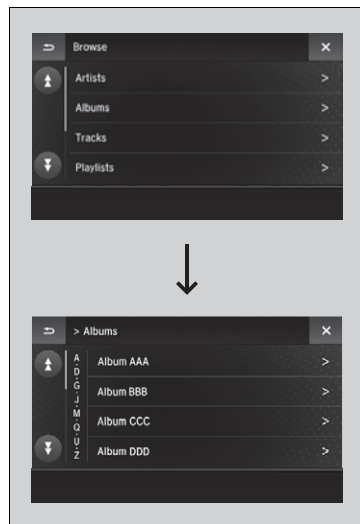 Browse
Artists
Albums
Tracks
Playlists
> Albums
A
D
G
J
M
Q
U
Z
Album AAA
Album BBB
Album CCC
Album DDD